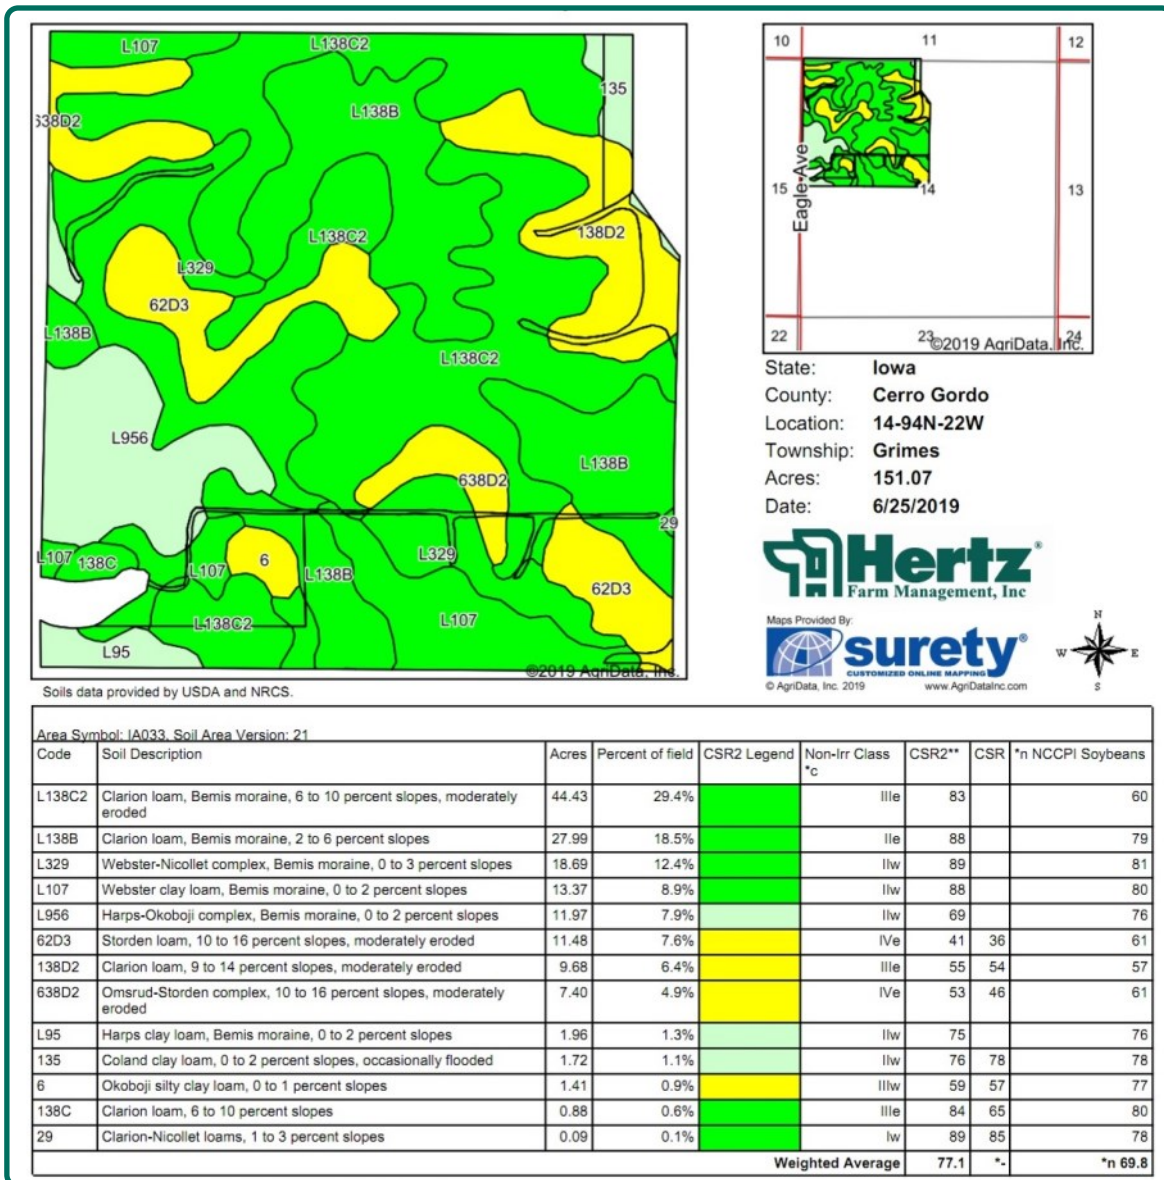 L107
L138C2
135
L138B
638D2
L138C2
138D2
L329
62D3
L138B
L138C2
L956
L138B
638D2
29
L107
138C
L107
6
L138B
L329
62D3
L138C2
L107
L95
©2019 AgriData, Inc.
Soils data provided by USDA and NRCS.
10 11 12
15 Eagle Ave 14 13
22 23 24
©2019 AgriData, Inc.
State: Iowa
County: Cerro Gordo
Location: 14-94N-22W
Township: Grimes
Acres: 151.07
Date: 6/25/2019
Hertz®
Farm Management, Inc
Maps Provided By:
surety®
CUSTOMIZED ONLINE MAPPING
© AgriData, Inc. 2019 www.AgriDataInc.com
N
W E
S
Area Symbol: IA033, Soil Area Version: 21
Code Soil Description Acres Percent of field CSR2 Legend Non-Irr Class *c CSR2** CSR *n NCCPI Soybeans
L138C2 Clarion loam, Bemis moraine, 6 to 10 percent slopes, moderately eroded 44.43 29.4% IIIe 83 60
L138B Clarion loam, Bemis moraine, 2 to 6 percent slopes 27.99 18.5% IIe 88 79
L329 Webster-Nicollet complex, Bemis moraine, 0 to 3 percent slopes 18.69 12.4% IIw 89 81
L107 Webster clay loam, Bemis moraine, 0 to 2 percent slopes 13.37 8.9% IIw 88 80
L956 Harps-Okoboji complex, Bemis moraine, 0 to 2 percent slopes 11.97 7.9% IIw 69 76
62D3 Storden loam, 10 to 16 percent slopes, moderately eroded 11.48 7.6% IVe 41 36 61
138D2 Clarion loam, 9 to 14 percent slopes, moderately eroded 9.68 6.4% IIIe 55 54 57
638D2 Omsrud-Storden complex, 10 to 16 percent slopes, moderately eroded 7.40 4.9% IVe 53 46 61
L95 Harps clay loam, Bemis moraine, 0 to 2 percent slopes 1.96 1.3% IIw 75 76
135 Coland clay loam, 0 to 2 percent slopes, occasionally flooded 1.72 1.1% IIw 76 78 78
6 Okoboji silty clay loam, 0 to 1 percent slopes 1.41 0.9% IIIw 59 57 77
138C Clarion loam, 6 to 10 percent slopes 0.88 0.6% IIIe 84 65 80
29 Clarion-Nicollet loams, 1 to 3 percent slopes 0.09 0.1% Iw 89 85 78
Weighted Average 77.1 *- *n 69.8